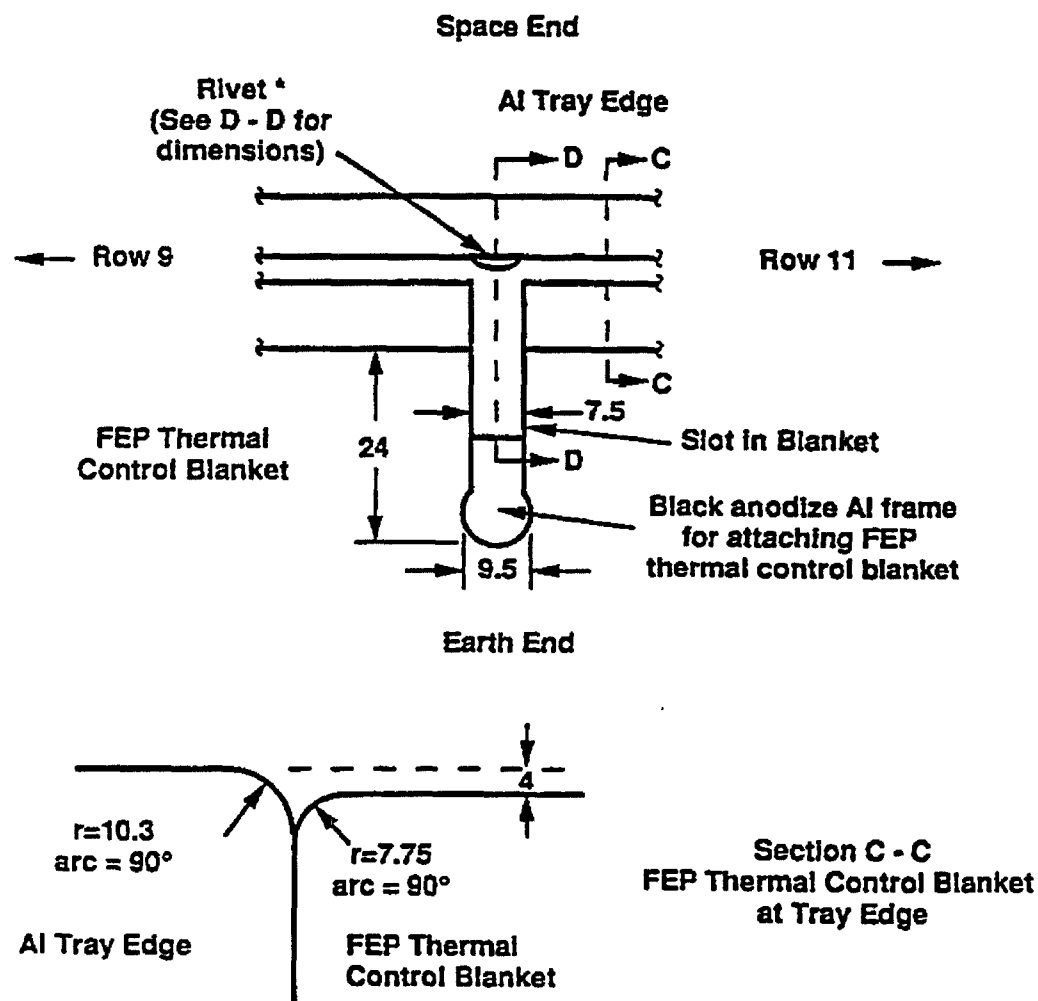 Space End
Rivet *
(See D - D for
dimensions)
Al Tray Edge
D
C
Row 9
Row 11
C
7.5
FEP Thermal
Control Blanket
24
Slot in Blanket
D
Black anodize Al frame
for attaching FEP
thermal control blanket
9.5
Earth End
4
r=10.3
arc = 90°
r=7.75
arc = 90°
Section C - C
FEP Thermal Control Blanket
at Tray Edge
Al Tray Edge
FEP Thermal
Control Blanket